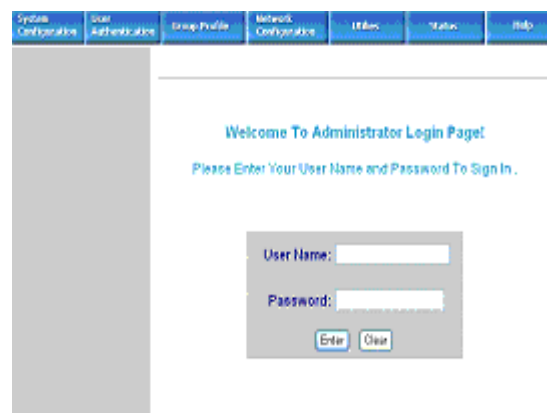 System Configuration
User Authentication
Group Profile
Network Configuration
Utilities
Status
Help
Welcome To Administrator Login Page!
Please Enter Your User Name and Password To Sign In .
User Name:
Password:
Enter Clear